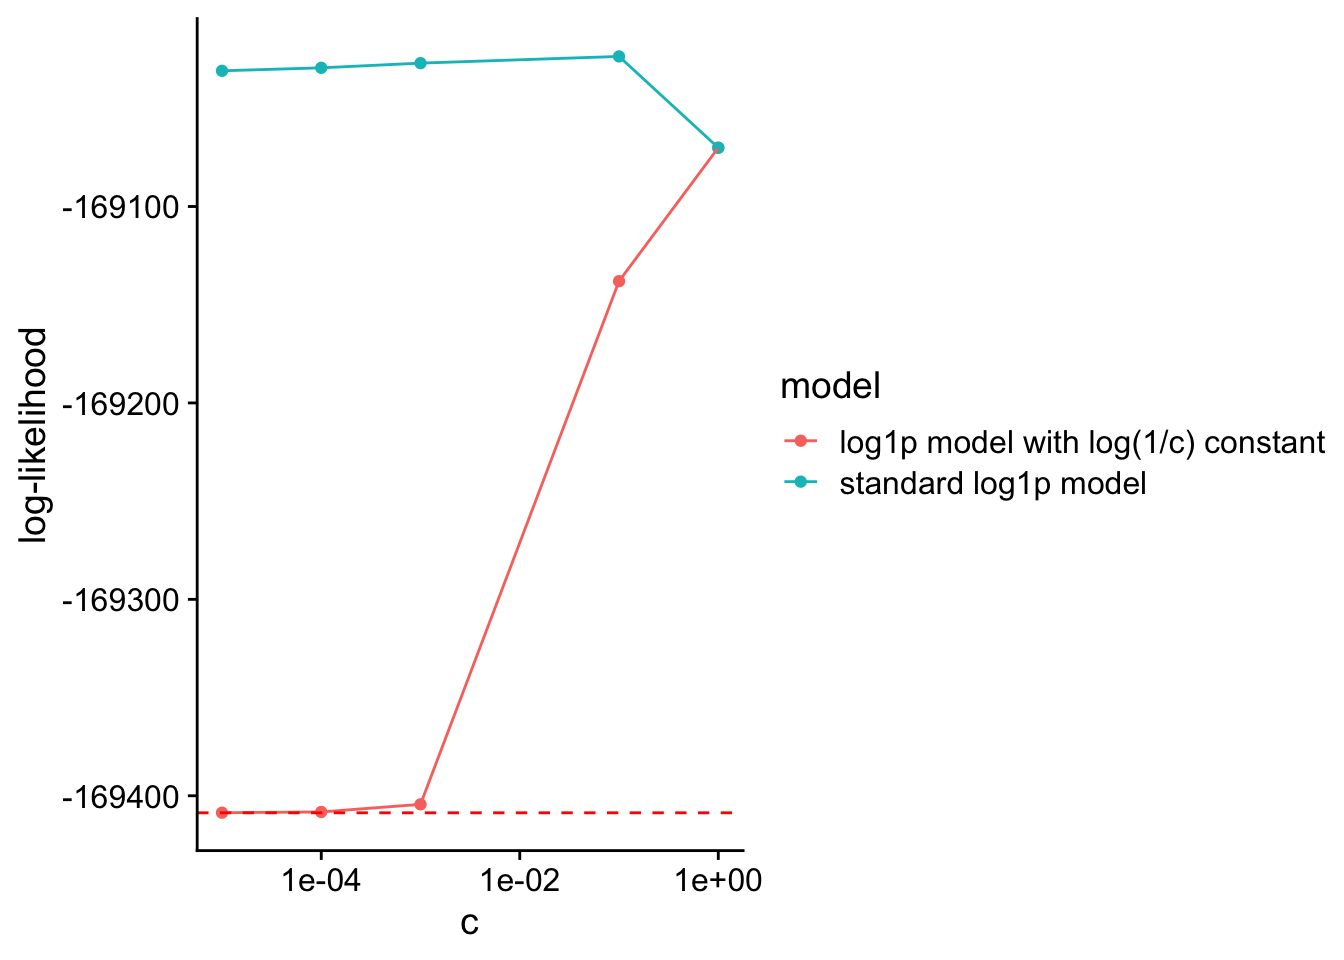 -169100
-169200
-169300
-169400
log-likelihood
1e-04
1e-02
1e+00
c
model
log1p model with log(1/c) constant
standard log1p model